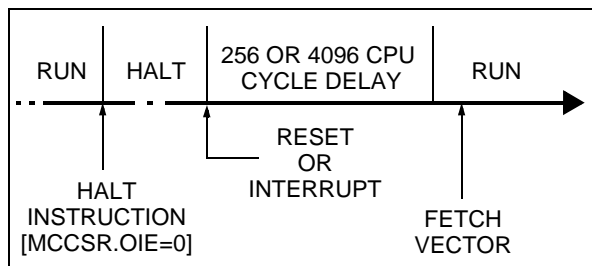 RUN
HALT
256 OR 4096 CPU
CYCLE DELAY
RUN
RESET
OR
INTERRUPT
HALT
INSTRUCTION
[MCCSR.OIE=0]
FETCH
VECTOR